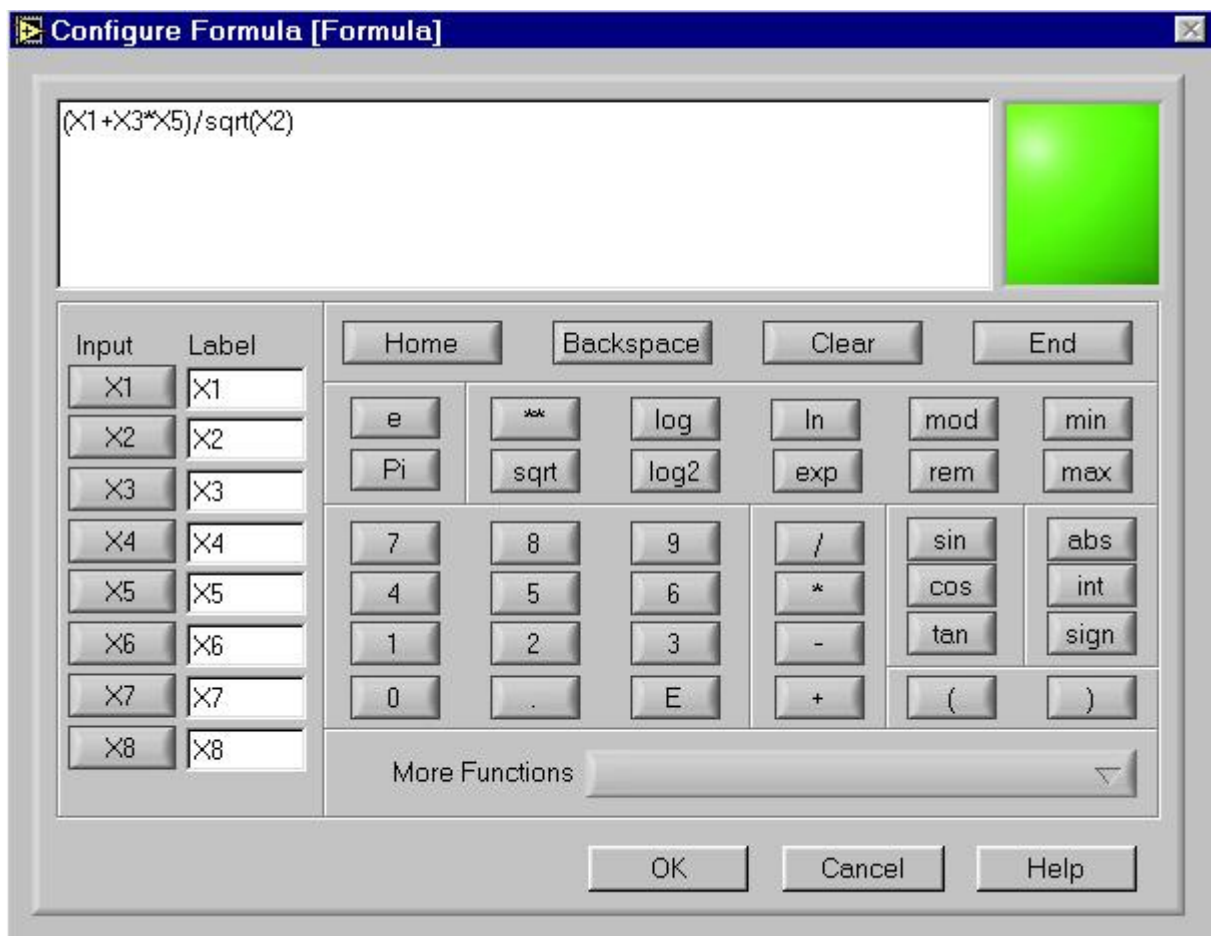 Configure Formula [Formula]
(X1+X3*X5)/sqrt(X2)
Input Label
X1 X1
X2 X2
X3 X3
X4 X4
X5 X5
X6 X6
X7 X7
X8 X8
Home Backspace Clear End
e ** log ln mod min
Pi sqrt log2 exp rem max
7 8 9 / sin abs
4 5 6 * cos int
1 2 3 - tan sign
0 . E + ( )
More Functions
OK Cancel Help